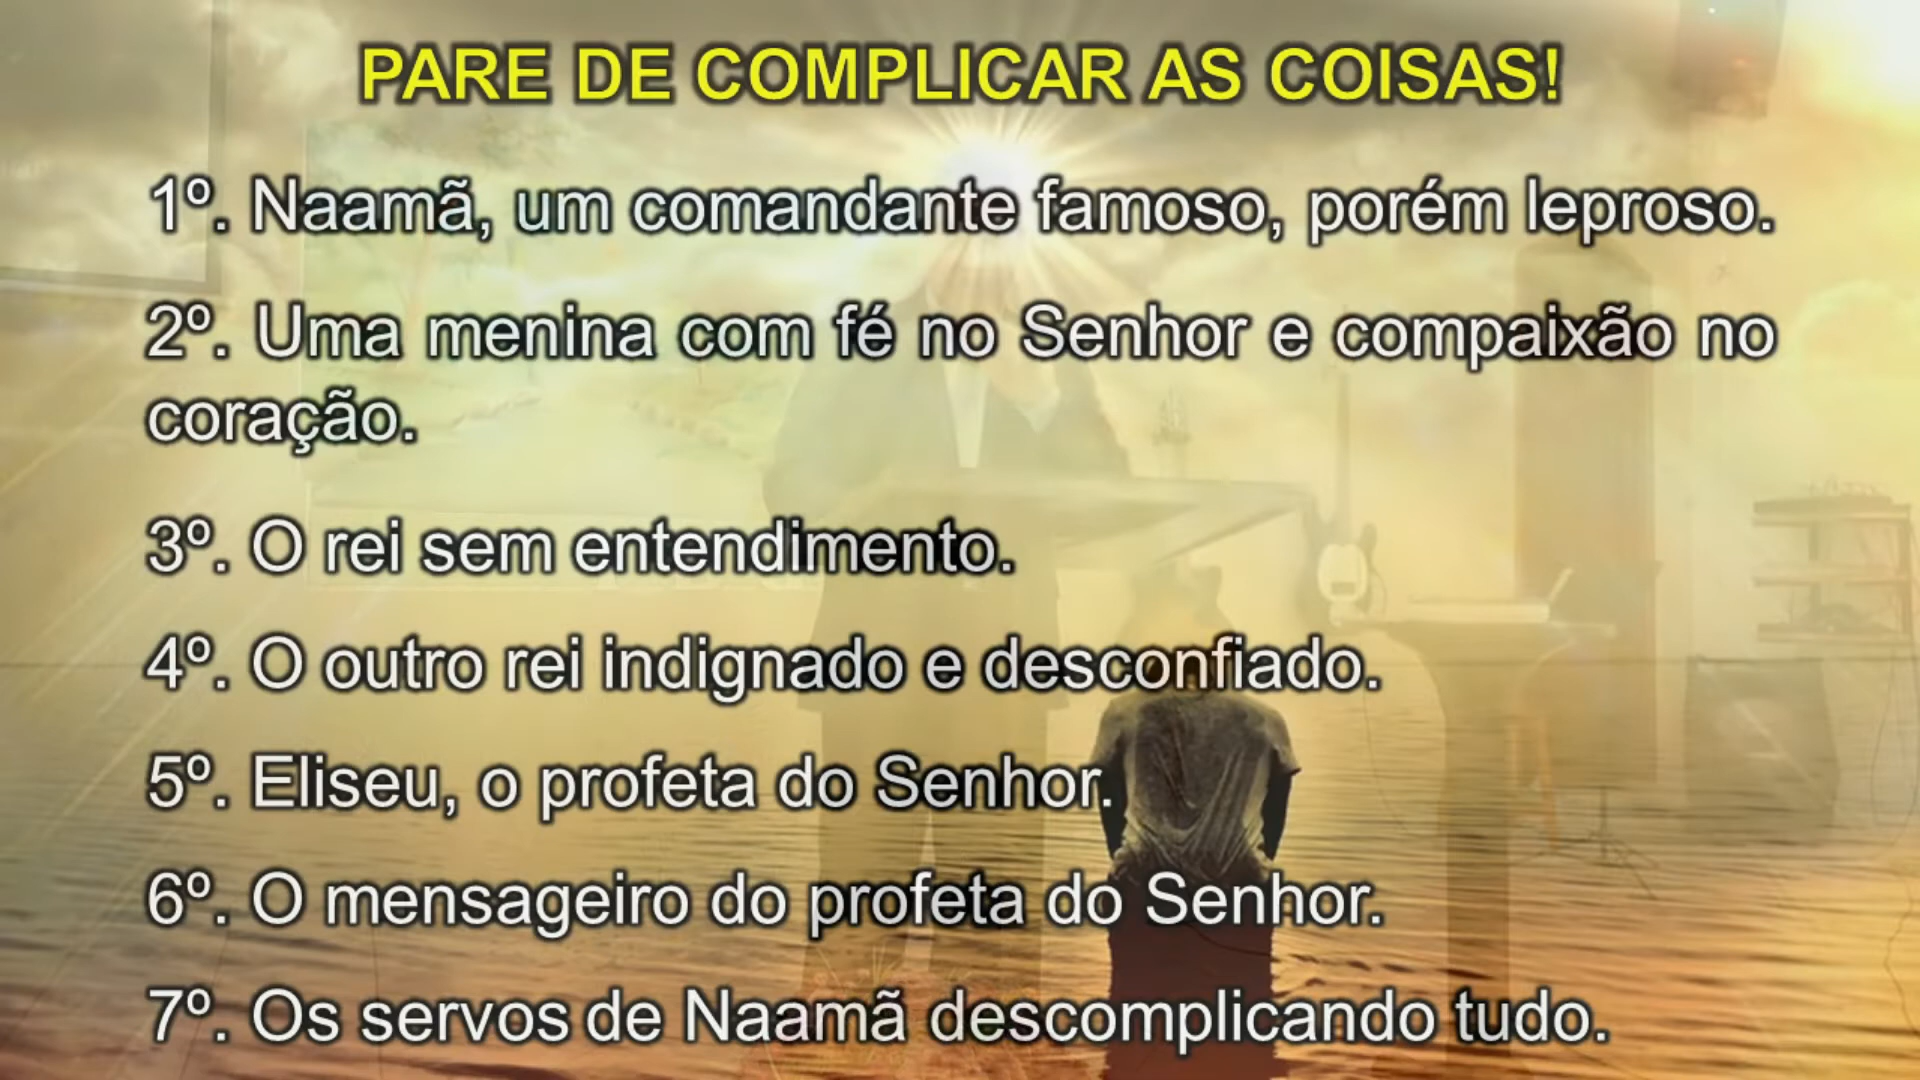 PARE DE COMPLICAR AS COISAS!
1º. Naamã, um comandante famoso, porém leproso.
2º. Uma menina com fé no Senhor e compaixão no
coração.
3º. O rei sem entendimento.
4º. O outro rei indignado e desconfiado.
5º. Eliseu, o profeta do Senhor.
6º. O mensageiro do profeta do Senhor.
7º. Os servos de Naamã descomplicando tudo.